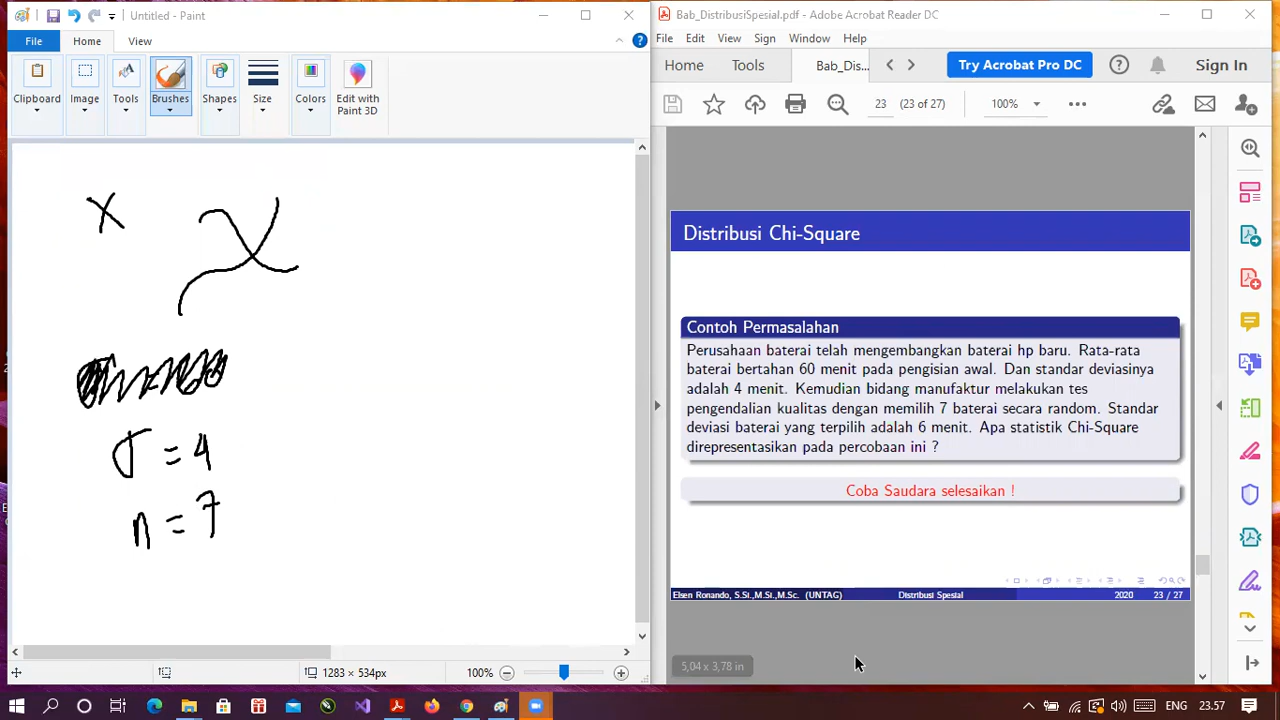 Untitled - Paint
File
Home
View
Clipboard
Image
Tools
Brushes
Shapes
Size
Colors
Edit with
Paint 3D
x
χ
σ = 4
n = 7
100%
1283 × 534px
Bab_DistribusiSpesial.pdf - Adobe Acrobat Reader DC
File Edit View Sign Window Help
Home Tools Bab_Dis... Try Acrobat Pro DC Sign In
23 (23 of 27) 100%
Distribusi Chi-Square
Contoh Permasalahan
Perusahaan baterai telah mengembangkan baterai hp baru. Rata-rata
baterai bertahan 60 menit pada pengisian awal. Dan standar deviasinya
adalah 4 menit. Kemudian bidang manufaktur melakukan tes
pengendalian kualitas dengan memilih 7 baterai secara random. Standar
deviasi baterai yang terpilih adalah 6 menit. Apa statistik Chi-Square
direpresentasikan pada percobaan ini ?
Coba Saudara selesaikan !
Elsen Ronando, S.Si.,M.Si.,M.Sc. (UNTAG) Distribusi Spesial 2020 23 / 27
5,04 x 3,78 in
ENG 23.57